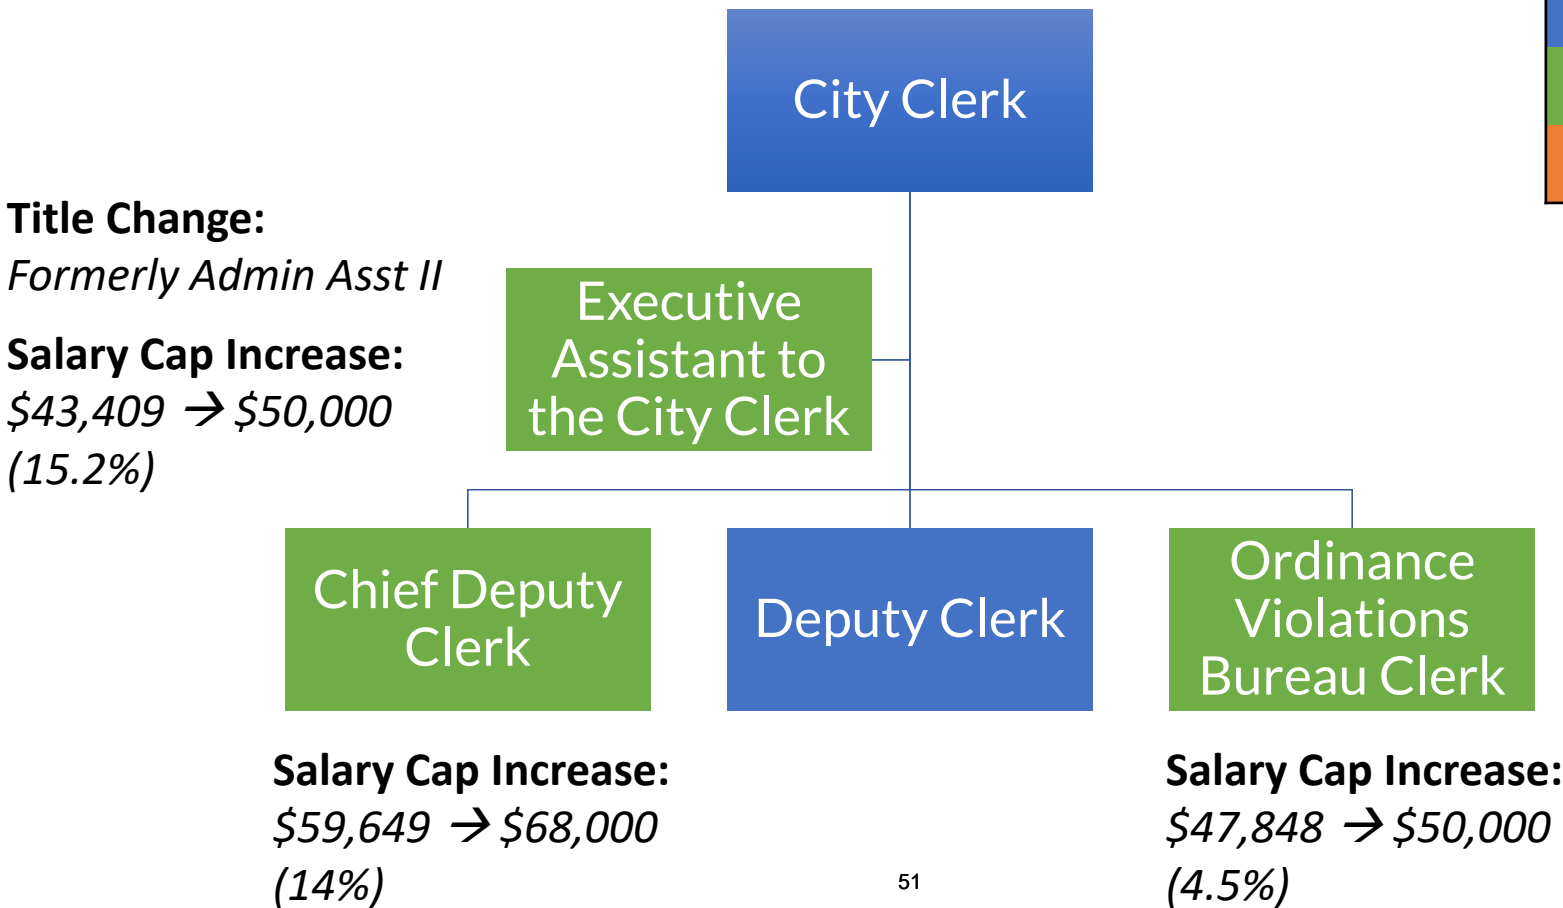 City Clerk
Title Change:
Formerly Admin Asst II
Salary Cap Increase:
$43,409 → $50,000
(15.2%)
Executive
Assistant to
the City Clerk
Chief Deputy
Clerk
Deputy Clerk
Ordinance
Violations
Bureau Clerk
Salary Cap Increase:
$59,649 → $68,000
(14%)
Salary Cap Increase:
$47,848 → $50,000
(4.5%)
51